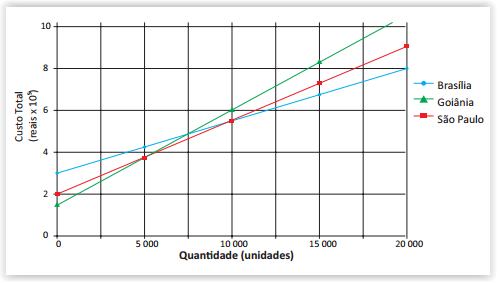 10
8
6
4
2
0
Custo Total
(reais x 10⁶)
0
5 000
10 000
15 000
20 000
Quantidade (unidades)
Brasília
Goiânia
São Paulo